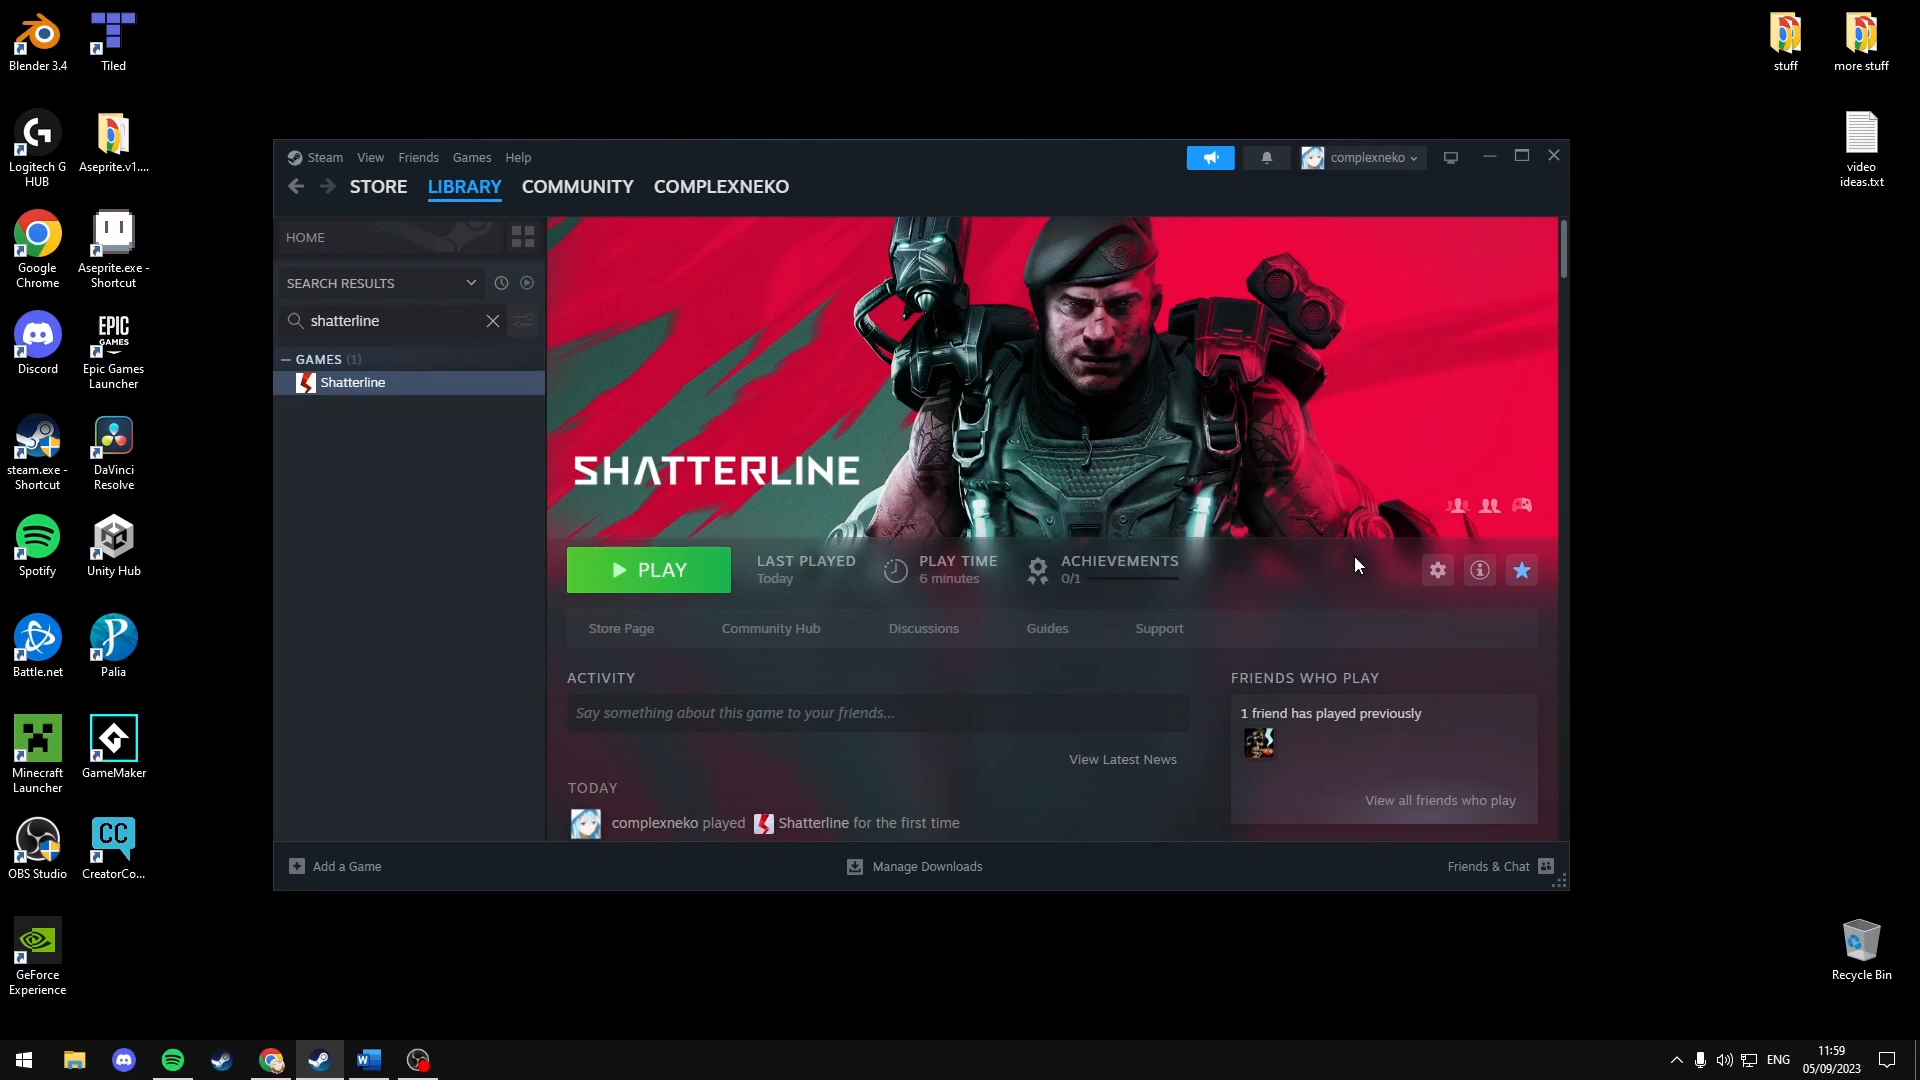 Blender 3.4
Tiled
stuff
more stuff
Logitech G
HUB
Aseprite.v1....
video
ideas.txt
Google
Chrome
Aseprite.exe -
Shortcut
Discord
EPIC
GAMES
Epic Games
Launcher
steam.exe -
Shortcut
DaVinci
Resolve
Spotify
Unity Hub
Battle.net
Palia
Minecraft
Launcher
GameMaker
OBS Studio
CC
CreatorCo...
GeForce
Experience
Recycle Bin
Steam View Friends Games Help
complexneko
STORE LIBRARY COMMUNITY COMPLEXNEKO
HOME
SEARCH RESULTS
shatterline
GAMES (1)
Shatterline
SHATTERLINE
PLAY
LAST PLAYED
Today
PLAY TIME
6 minutes
ACHIEVEMENTS
0/1
Store Page Community Hub Discussions Guides Support
ACTIVITY
Say something about this game to your friends...
View Latest News
TODAY
complexneko played Shatterline for the first time
FRIENDS WHO PLAY
1 friend has played previously
View all friends who play
Add a Game
Manage Downloads
Friends & Chat
W
ENG
11:59
05/09/2023